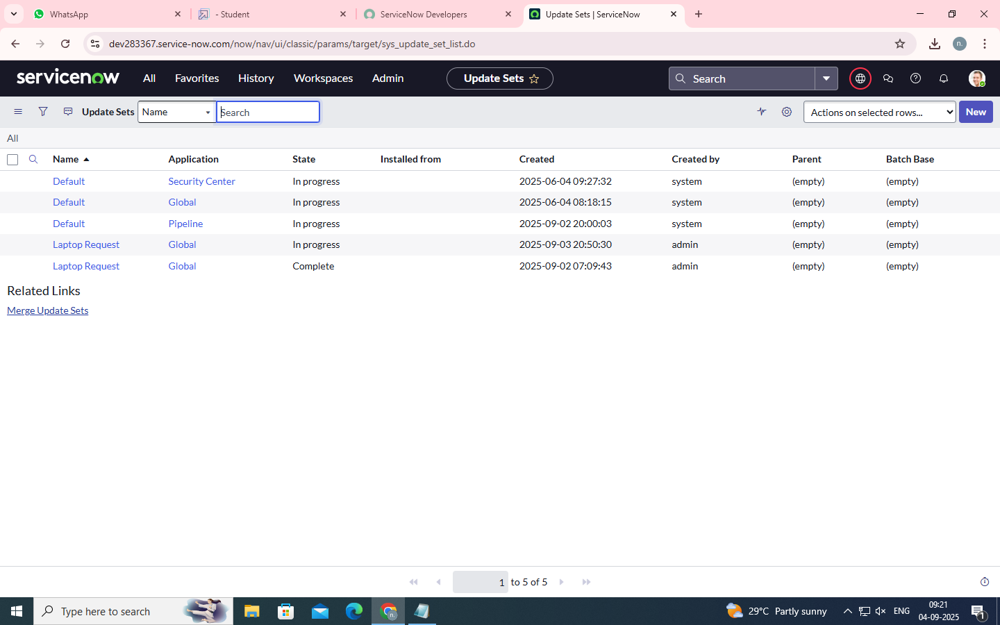 WhatsApp
- Student
ServiceNow Developers
Update Sets | ServiceNow
dev283367.service-now.com/now/nav/ui/classic/params/target/sys_update_set_list.do
n.
servicenow All Favorites History Workspaces Admin Update Sets Search
Update Sets Name Search Actions on selected rows... New
All
Name Application State Installed from Created Created by Parent Batch Base
Default Security Center In progress 2025-06-04 09:27:32 system (empty) (empty)
Default Global In progress 2025-06-04 08:18:15 system (empty) (empty)
Default Pipeline In progress 2025-09-02 20:00:03 system (empty) (empty)
Laptop Request Global In progress 2025-09-03 20:50:30 admin (empty) (empty)
Laptop Request Global Complete 2025-09-02 07:09:43 admin (empty) (empty)
Related Links
Merge Update Sets
1 to 5 of 5
Type here to search
n.
29°C Partly sunny
ENG
09:21
04-09-2025
1